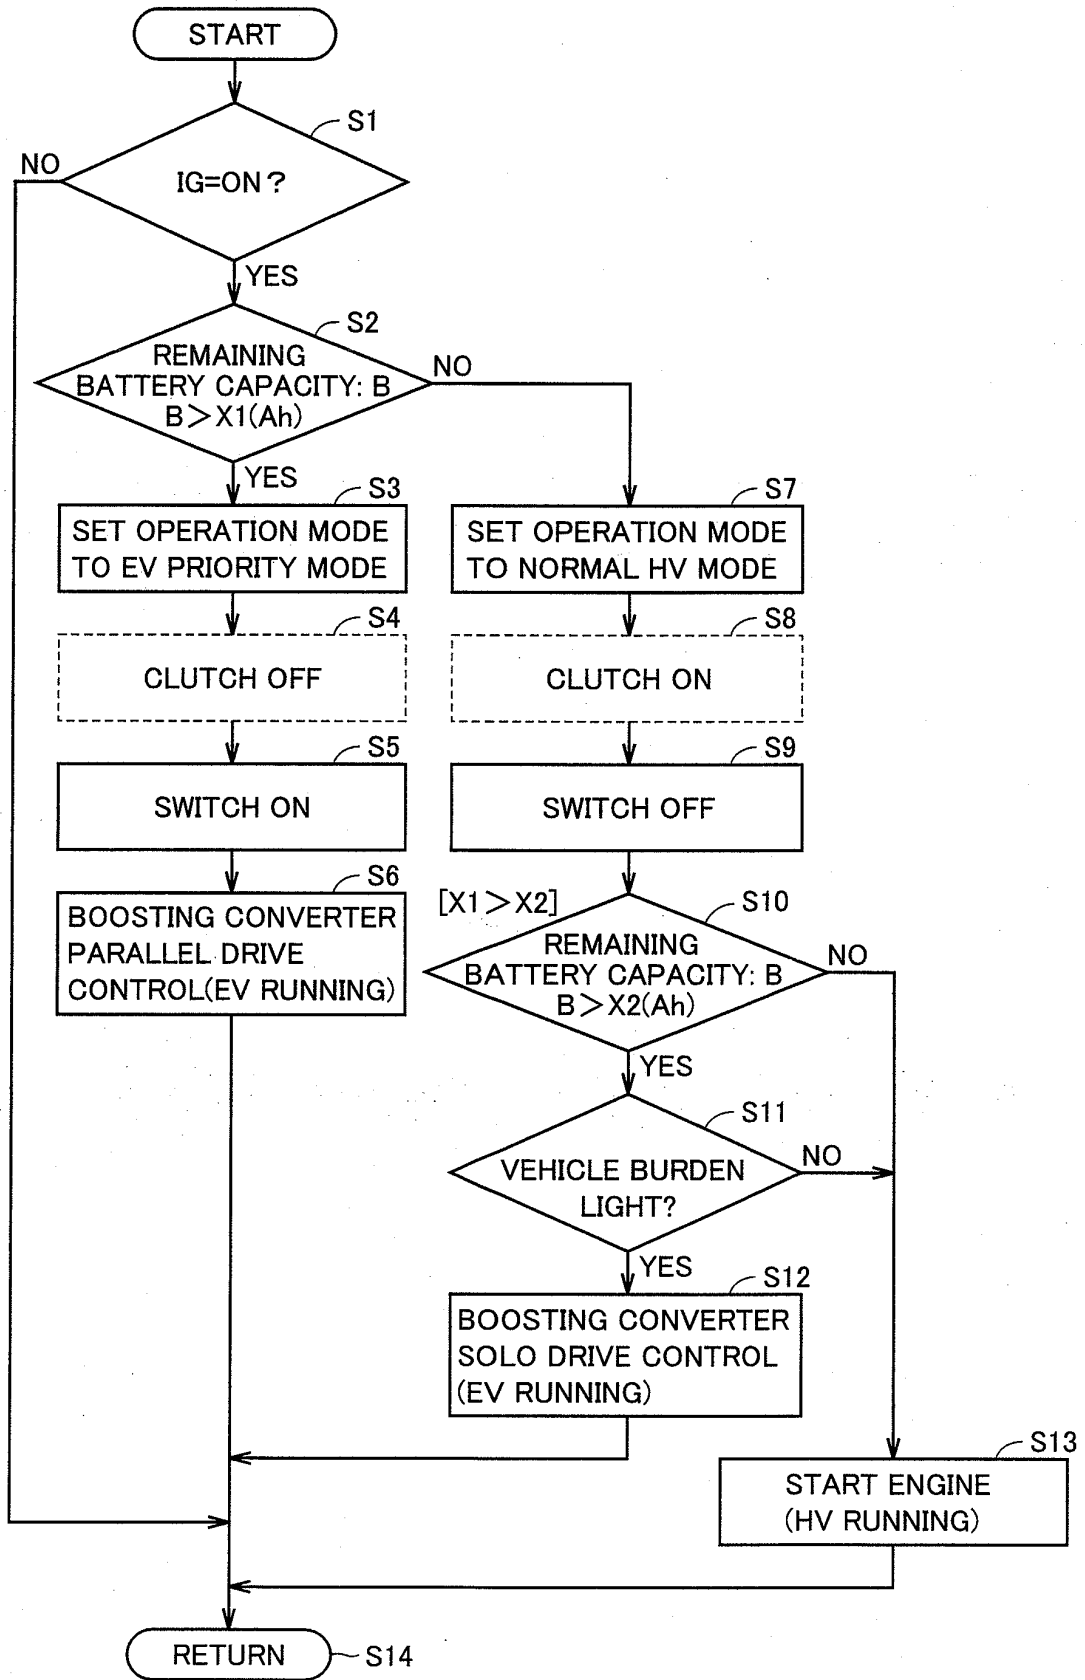 START
S1
NO
IG=ON?
YES
S2
REMAINING
BATTERY CAPACITY: B
B>X1(Ah)
NO
YES
S3
SET OPERATION MODE
TO EV PRIORITY MODE
S7
SET OPERATION MODE
TO NORMAL HV MODE
S4
CLUTCH OFF
S8
CLUTCH ON
S5
SWITCH ON
S9
SWITCH OFF
S6
BOOSTING CONVERTER
PARALLEL DRIVE
CONTROL(EV RUNNING)
[X1>X2]
S10
REMAINING
BATTERY CAPACITY: B
B>X2(Ah)
NO
YES
S11
VEHICLE BURDEN
LIGHT?
NO
YES
S12
BOOSTING CONVERTER
SOLO DRIVE CONTROL
(EV RUNNING)
S13
START ENGINE
(HV RUNNING)
RETURN
S14